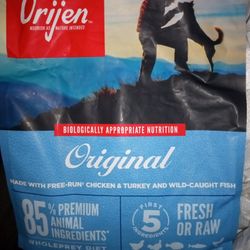 Orijen
NOURISH AS NATURE INTENDED
BIOLOGICALLY APPROPRIATE NUTRITION
Original
MADE WITH FREE-RUN* CHICKEN & TURKEY AND WILD-CAUGHT FISH
85% PREMIUM
ANIMAL
INGREDIENTS*
WHOLEPREY DIET
FIRST
5
INGREDIENTS
FRESH
OR RAW